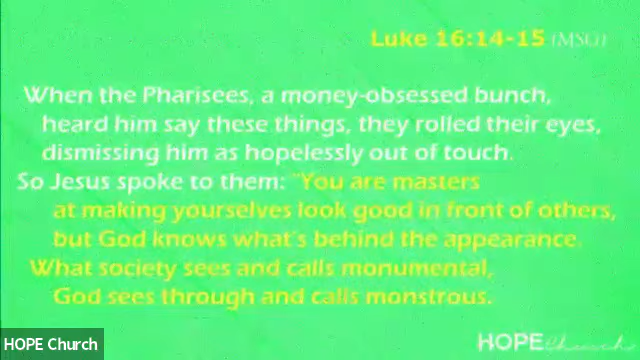 Luke 16:14-15 (MSG)
When the Pharisees, a money-obsessed bunch,
heard him say these things, they rolled their eyes,
dismissing him as hopelessly out of touch.
So Jesus spoke to them: "You are masters
at making yourselves look good in front of others,
but God knows what's behind the appearance.
What society sees and calls monumental,
God sees through and calls monstrous.
HOPE Church
HOPE Church